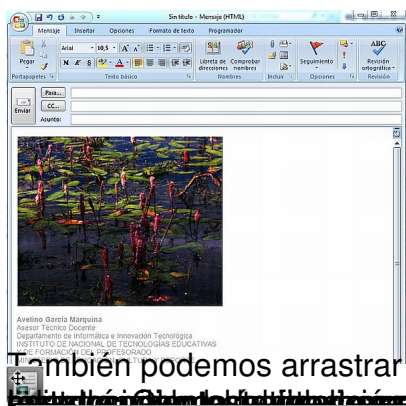 Sin título - Mensaje (HTML)
Mensaje Insertar Opciones Formato de texto Programador
Pegar
Arial 10,5
N K S
Libreta de direcciones Comprobar nombres
Seguimiento
ABC
Revisión ortográfica
Portapapeles Texto básico Nombres Incluir Opciones Revisión
Enviar
Para...
CC...
Asunto:
Avelino García Marquina
Asesor Técnico Docente
Departamento de Informática e Innovación Tecnológica
INSTITUTO DE NACIONAL DE TECNOLOGÍAS EDUCATIVAS
Y DE FORMACIÓN DEL PROFESORADO
También podemos arrastrar